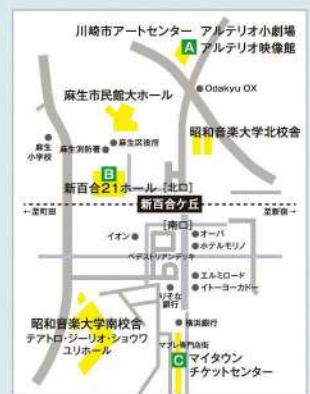 川崎市アートセンター アルテリオ小劇場
A アルテリオ映像館
Odakyu OX
麻生市民館大ホール
昭和音楽大学北校舎
麻生
小学校
麻生消防署
麻生区役所
B
新百合21ホール
[北口]
←至町田
新百合ケ丘
至新宿→
[南口]
イオン
オーパ
ホテルモリノ
ペデストリアンデッキ
エルミロード
イトーヨーカドー
りそな
銀行
昭和音楽大学南校舎
テアトロ・ジーリオ・ショウワ
ユリホール
横浜銀行
マプレ専門店街
C マイタウン
チケットセンター